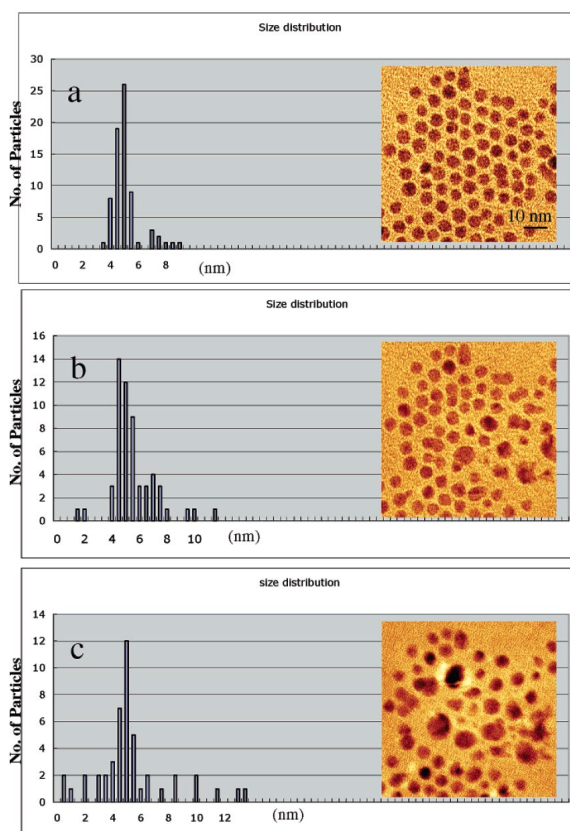 Size distribution
No. of Particles
30
25
20
15
10
5
0
a
10 nm
0 2 4 6 8 10 (nm)
Size distribution
No. of Particles
16
14
12
10
8
6
4
2
0
b
0 2 4 6 8 10 (nm)
size distribution
No. of Particles
14
12
10
8
6
4
2
0
c
0 2 4 6 8 10 12 (nm)